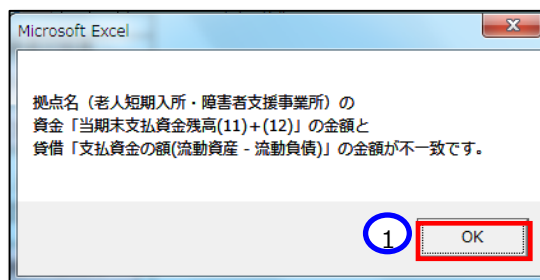 Microsoft Excel
拠点名（老人短期入所・障害者支援事業所）の
資金「当期末支払資金残高(11)+(12)」の金額と
貸借「支払資金の額(流動資産 - 流動負債)」の金額が不一致です。
1
OK